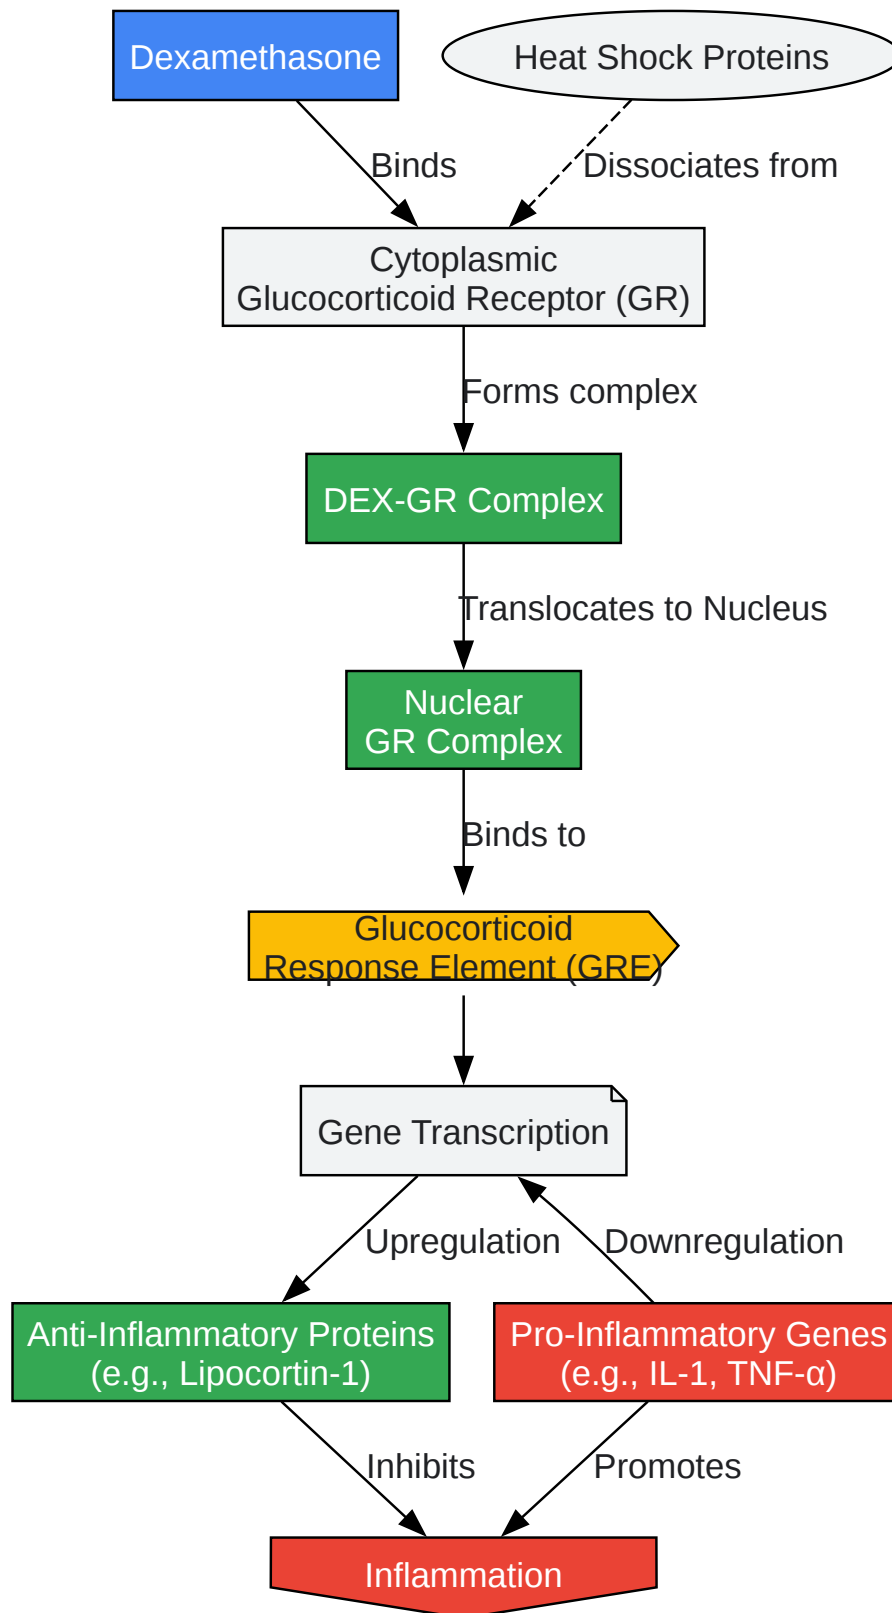 Dexamethasone
Heat Shock Proteins
Binds
Dissociates from
Cytoplasmic
Glucocorticoid Receptor (GR)
Forms complex
DEX-GR Complex
Translocates to Nucleus
Nuclear
GR Complex
Binds to
Glucocorticoid
Response Element (GRE)
Gene Transcription
Upregulation
Downregulation
Anti-Inflammatory Proteins
(e.g., Lipocortin-1)
Pro-Inflammatory Genes
(e.g., IL-1, TNF-α)
Inhibits
Promotes
Inflammation